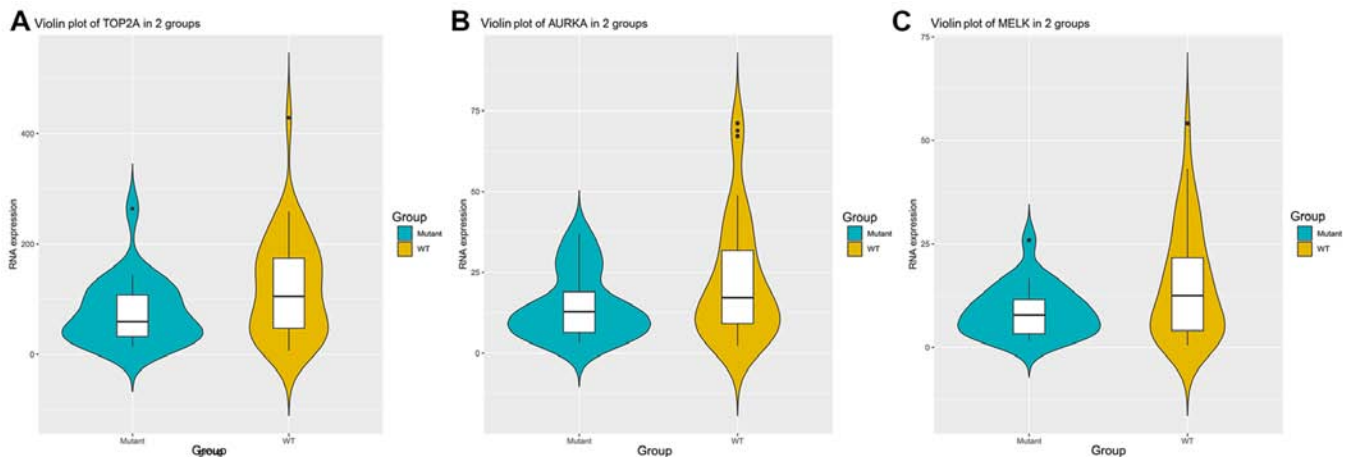 A Violin plot of TOP2A in 2 groups
RNA expression
400
200
0
Mutant
WT
Group
Group
Mutant
WT
B Violin plot of AURKA in 2 groups
RNA expression
75
50
25
0
Mutant
WT
Group
Group
Mutant
WT
C Violin plot of MELK in 2 groups
RNA expression
75
50
25
0
Mutant
WT
Group
Group
Mutant
WT